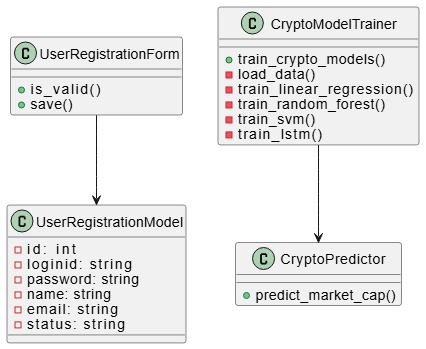 C UserRegistrationForm
is_valid()
save()
C CryptoModelTrainer
train_crypto_models()
load_data()
train_linear_regression()
train_random_forest()
train_svm()
train_lstm()
C UserRegistrationModel
id: int
loginid: string
password: string
name: string
email: string
status: string
C CryptoPredictor
predict_market_cap()